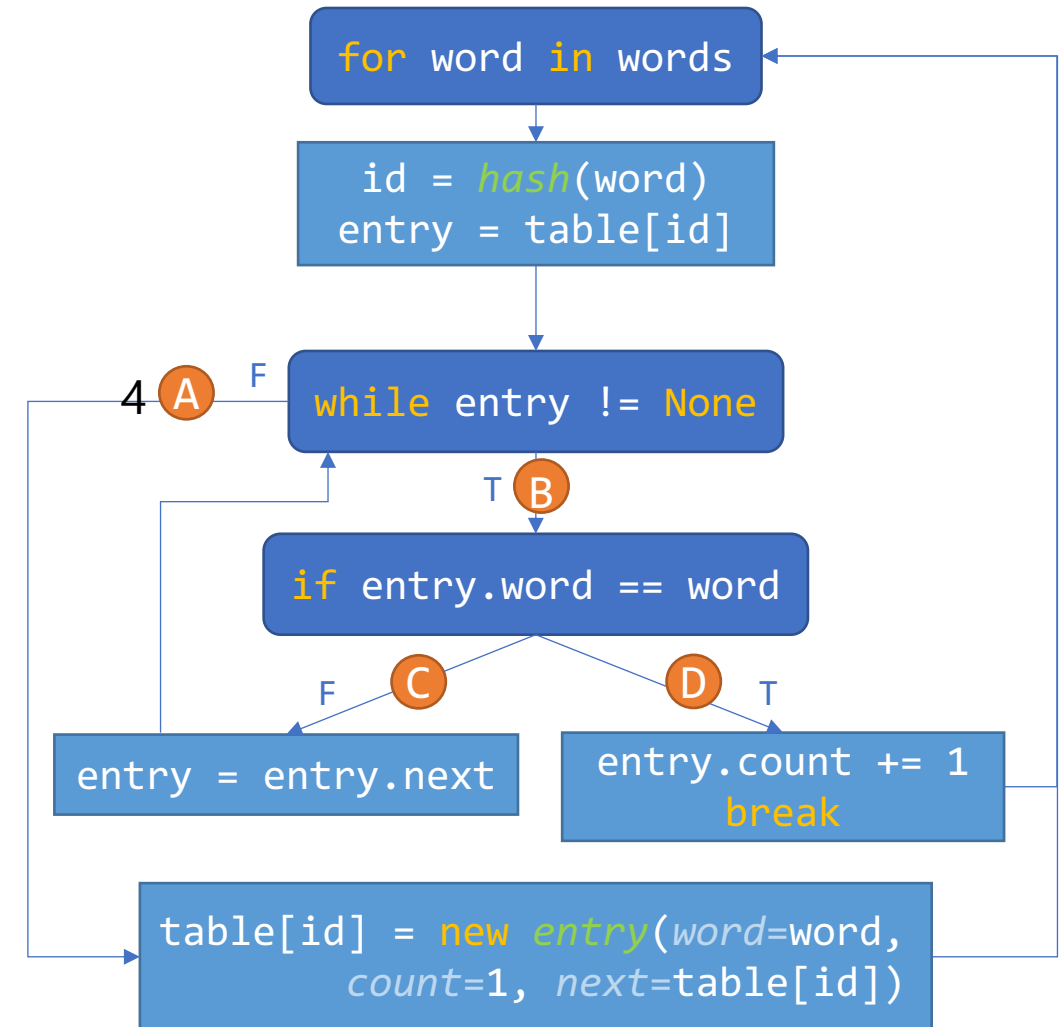 for word in words
id = hash(word)
entry = table[id]
4 A F
while entry != None
T B
if entry.word == word
F C D T
entry = entry.next
entry.count += 1
break
table[id] = new entry(word=word,
count=1, next=table[id])